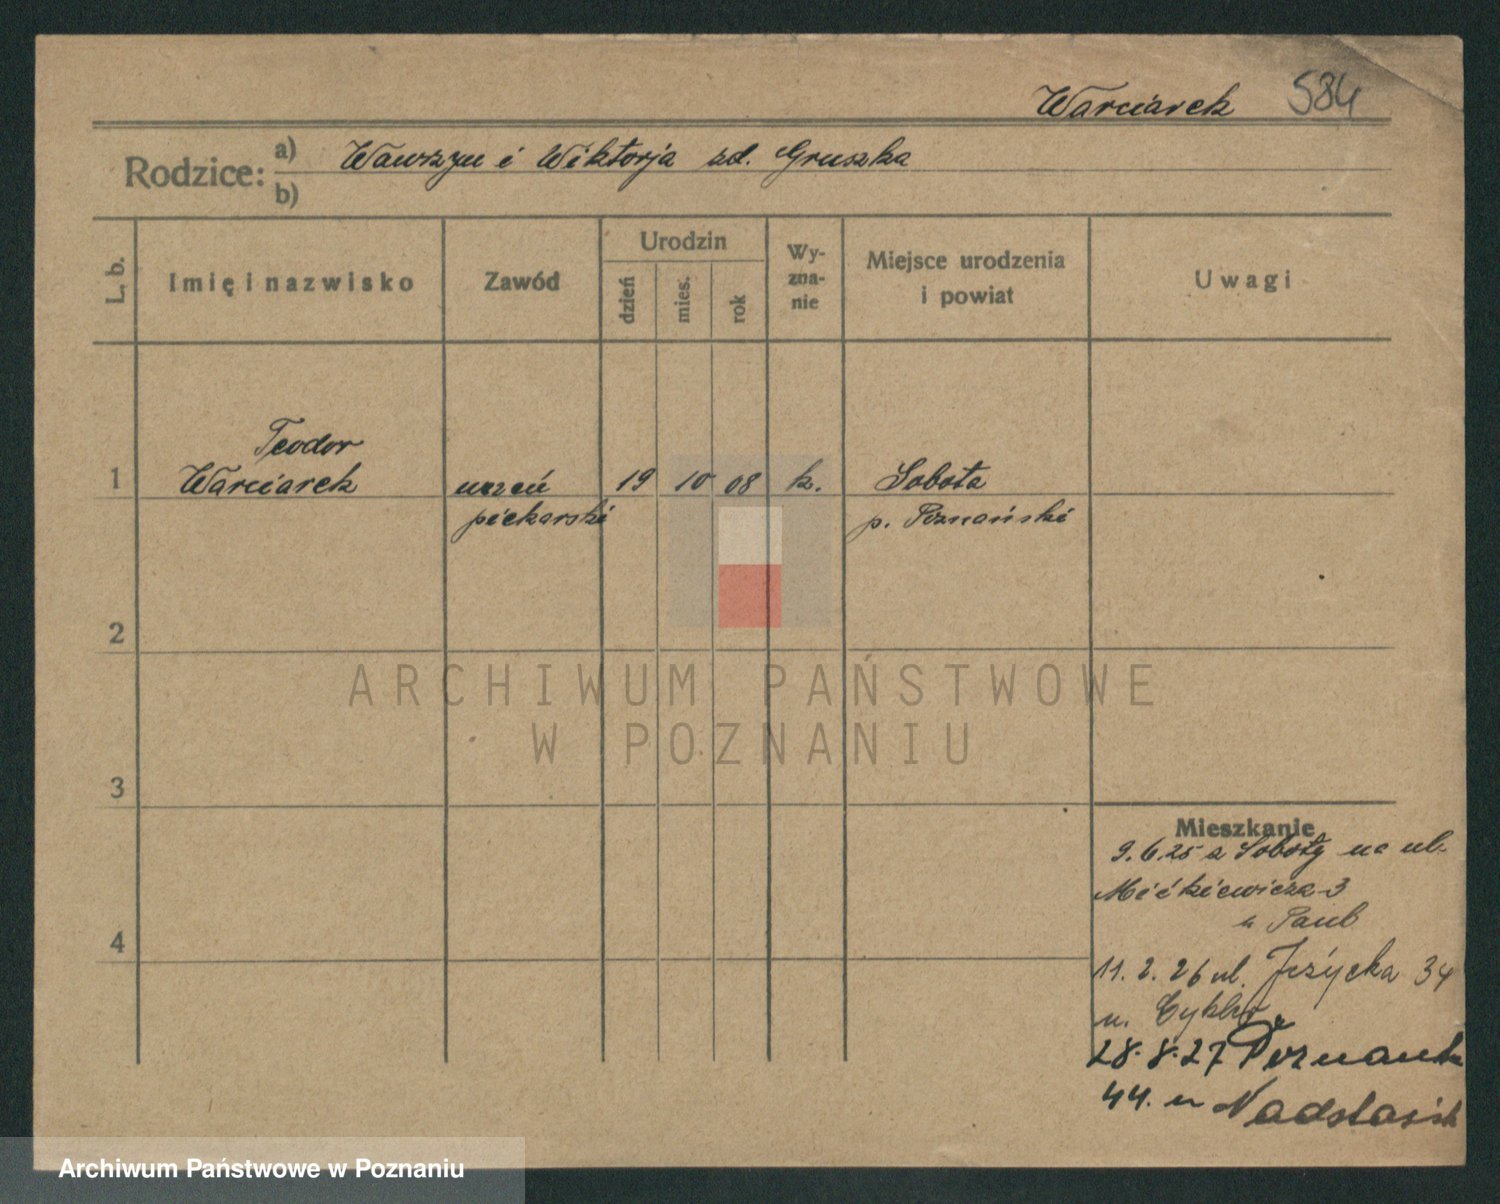 Warciarek 584
Rodzice: a) Wawrzyn i Wiktorja zd. Gruszka
b)
L. b.
Imię i nazwisko
Zawód
Urodzin
dzień
mies.
rok
Wy-
zna-
nie
Miejsce urodzenia
i powiat
Uwagi
Teodor
1 Warciarek uczeń 19 10 08 k. Sobota
piekarski p. Poznański
2
3
4
Mieszkanie
9.6.25 z Soboty na ul.
Mickiewicza 3
u
11.2.26 ul. Jeżycka 34
u.
28.8.27
44. u
ARCHIWUM PAŃSTWOWE
W POZNANIU
Archiwum Państwowe w Poznaniu